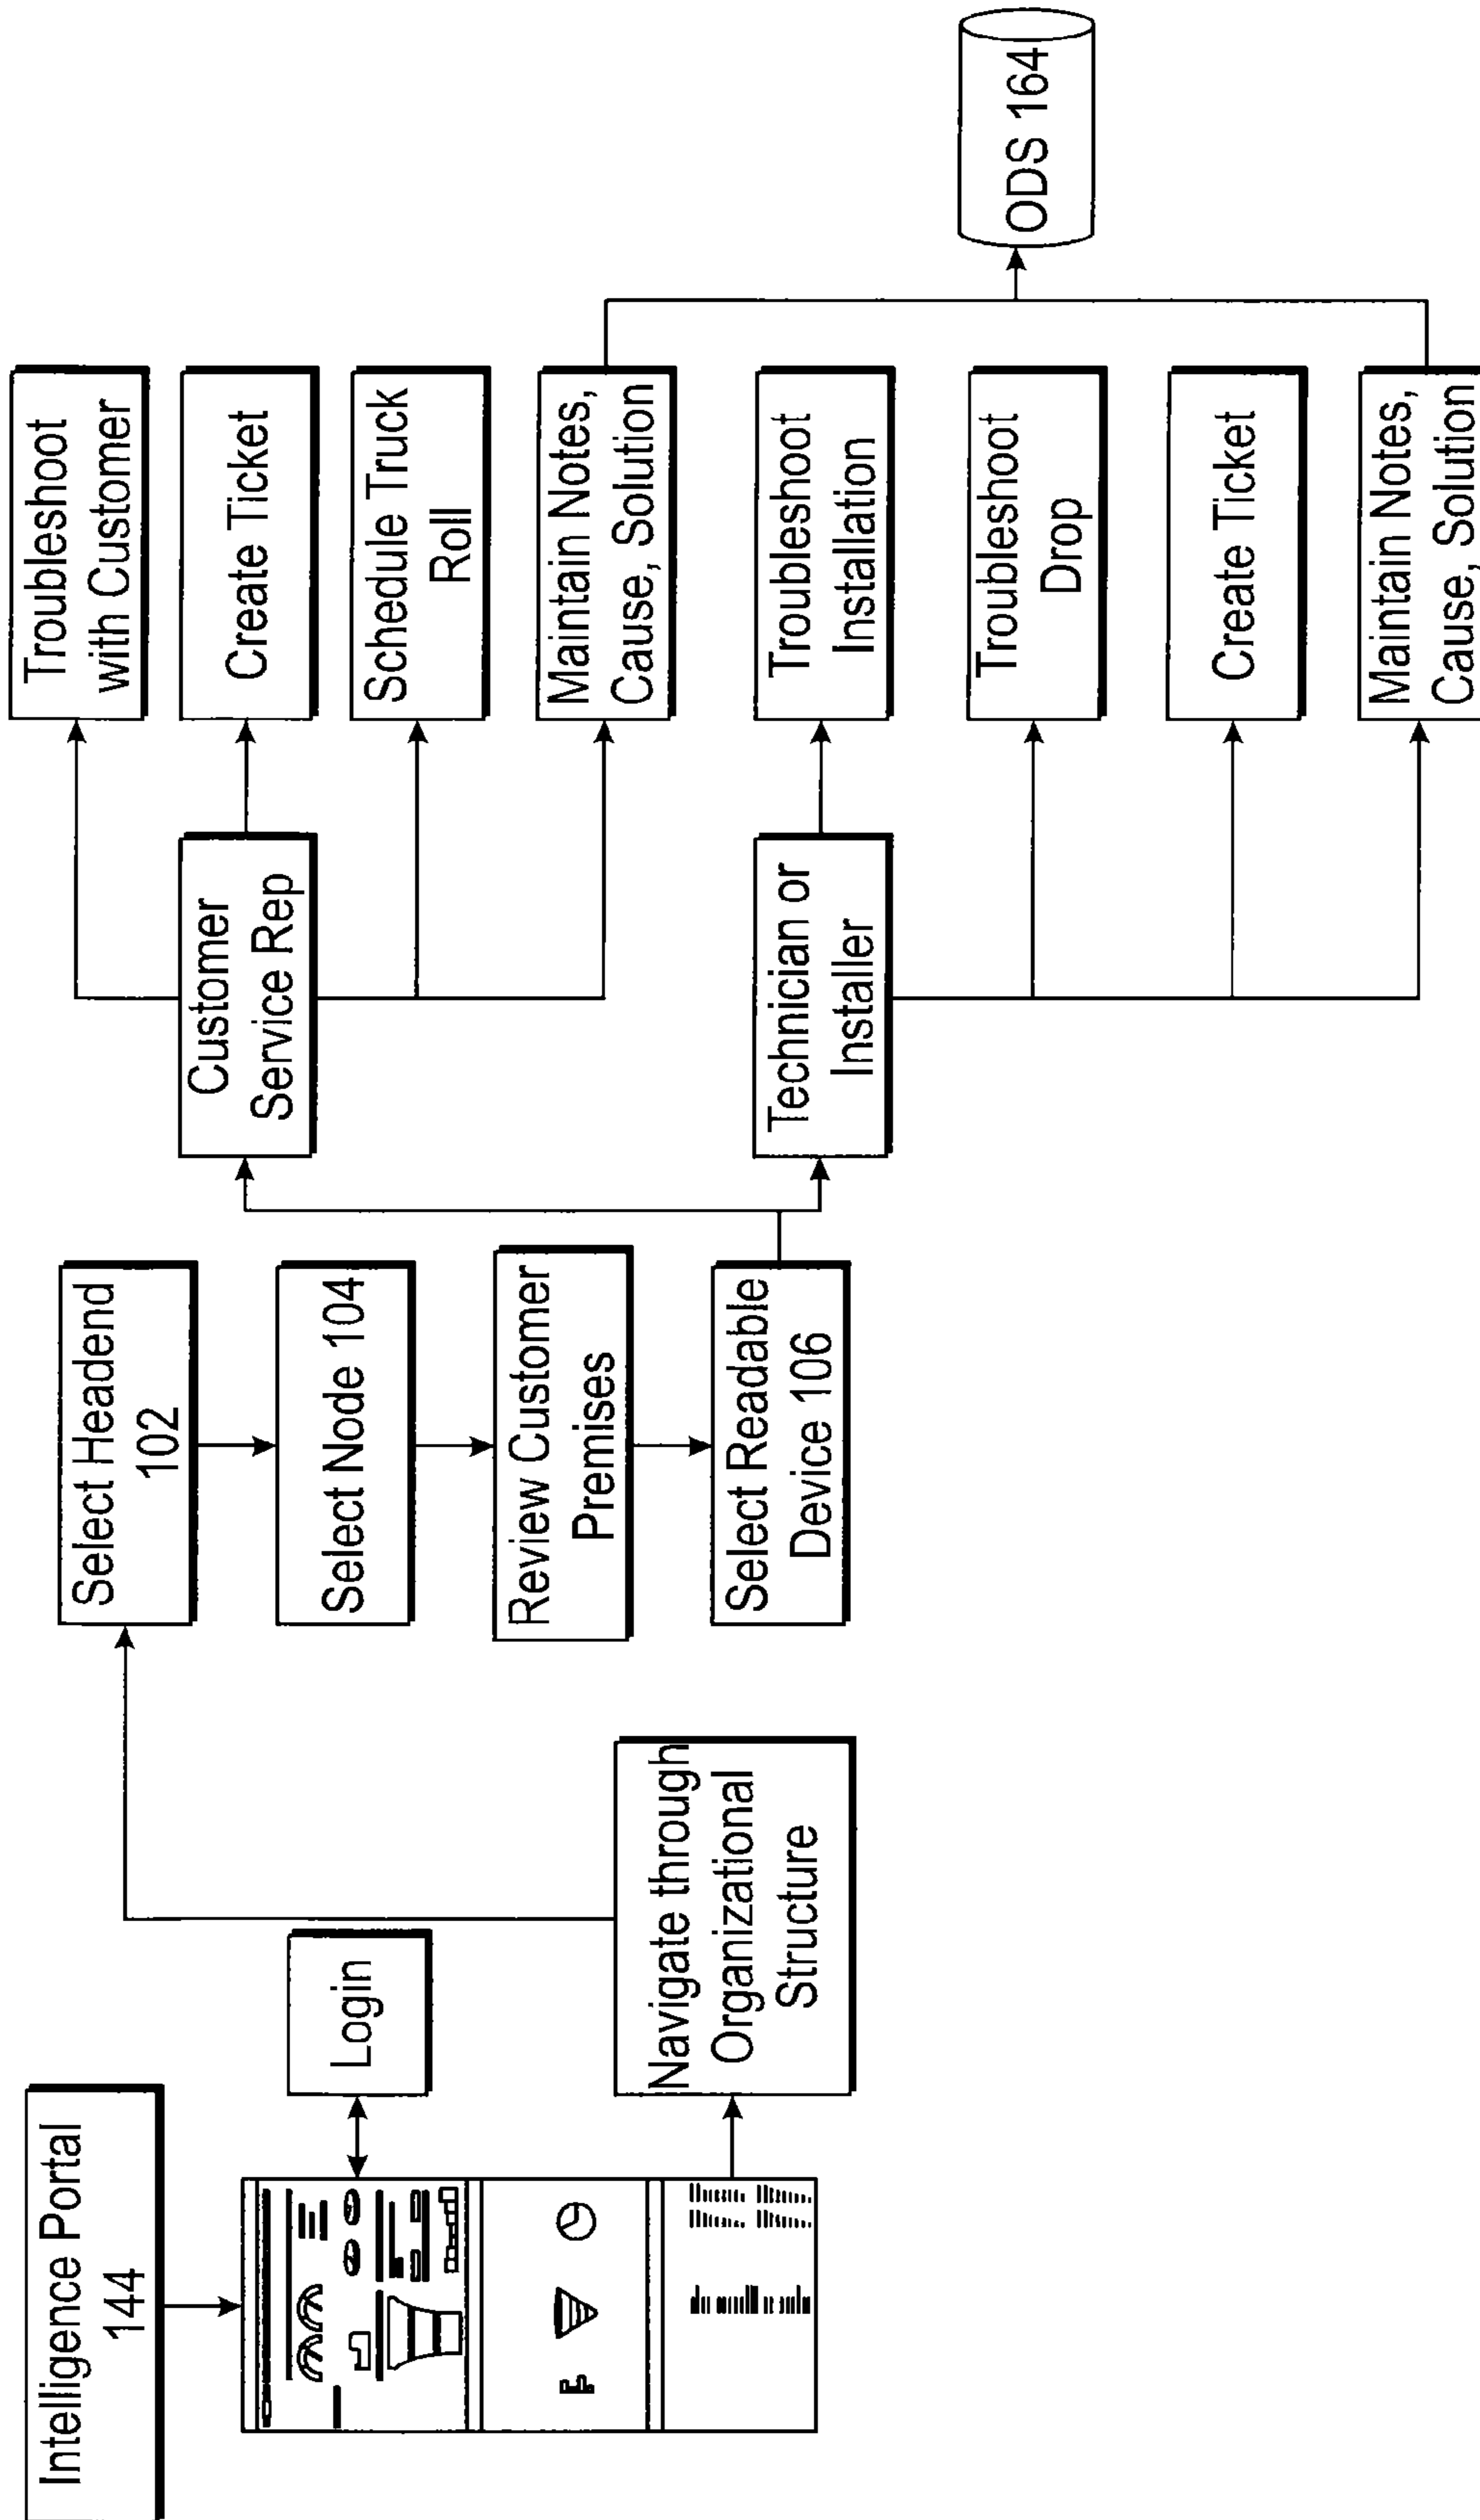 Intelligence Portal
144
Login
Navigate through
Organizational
Structure
Select Headend
102
Select Node 104
Review Customer
Premises
Select Readable
Device 106
Customer
Service Rep
Technician or
Installer
Troubleshoot
with Customer
Create Ticket
Schedule Truck
Roll
Maintain Notes,
Cause, Solution
Troubleshoot
Installation
Troubleshoot
Drop
Create Ticket
Maintain Notes,
Cause, Solution
ODS 164